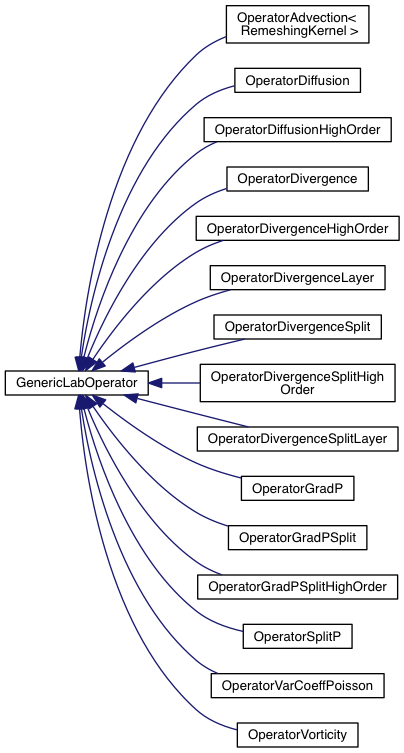 OperatorAdvection<
RemeshingKernel >
OperatorDiffusion
OperatorDiffusionHighOrder
OperatorDivergence
OperatorDivergenceHighOrder
OperatorDivergenceLayer
OperatorDivergenceSplit
GenericLabOperator
OperatorDivergenceSplitHigh
Order
OperatorDivergenceSplitLayer
OperatorGradP
OperatorGradPSplit
OperatorGradPSplitHighOrder
OperatorSplitP
OperatorVarCoeffPoisson
OperatorVorticity